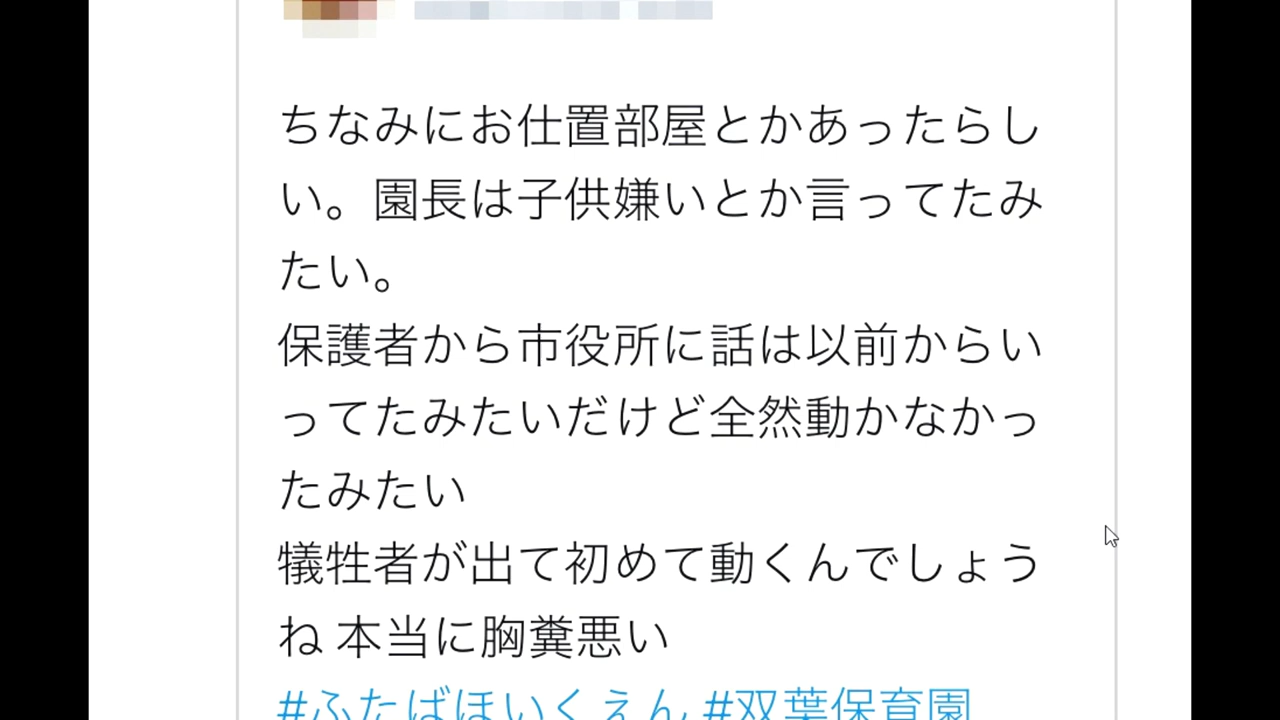 ちなみにお仕置部屋とかあったらし
い。園長は子供嫌いとか言ってたみ
たい。
保護者から市役所に話は以前からい
ってたみたいだけど全然動かなかっ
たみたい
犠牲者が出て初めて動くんでしょう
ね 本当に胸糞悪い
#ふたばほいくえん #双葉保育園